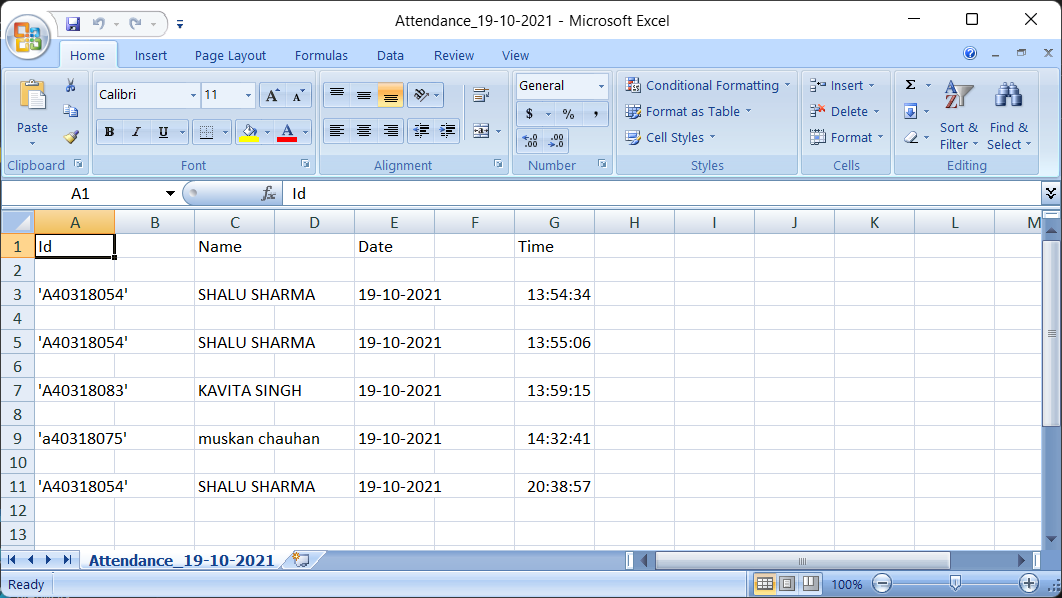 Attendance_19-10-2021 - Microsoft Excel
Home Insert Page Layout Formulas Data Review View
Calibri 11 General Conditional Formatting Insert Σ
Paste B I U A $ % , Format as Table Delete Sort & Filter Find & Select
Cell Styles Format
Clipboard Font Alignment Number Styles Cells Editing
A1 fx Id
A B C D E F G H I J K L M
1 Id Name Date Time
2
3 'A40318054' SHALU SHARMA 19-10-2021 13:54:34
4
5 'A40318054' SHALU SHARMA 19-10-2021 13:55:06
6
7 'A40318083' KAVITA SINGH 19-10-2021 13:59:15
8
9 'a40318075' muskan chauhan 19-10-2021 14:32:41
10
11 'A40318054' SHALU SHARMA 19-10-2021 20:38:57
12
13
Attendance_19-10-2021
Ready 100%